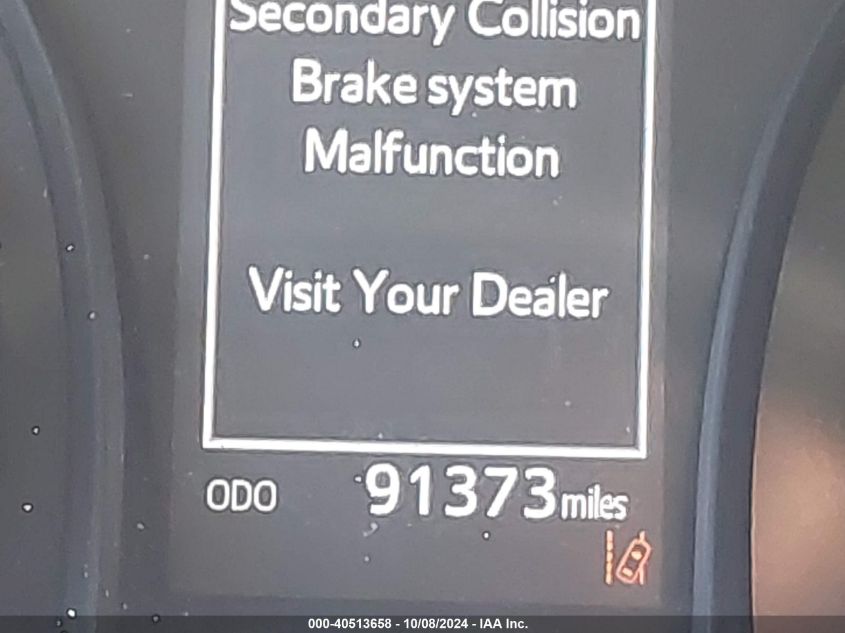 Secondary Collision
Brake system
Malfunction
Visit Your Dealer
ODO 91373 miles
000-40513658 - 10/08/2024 - IAA Inc.